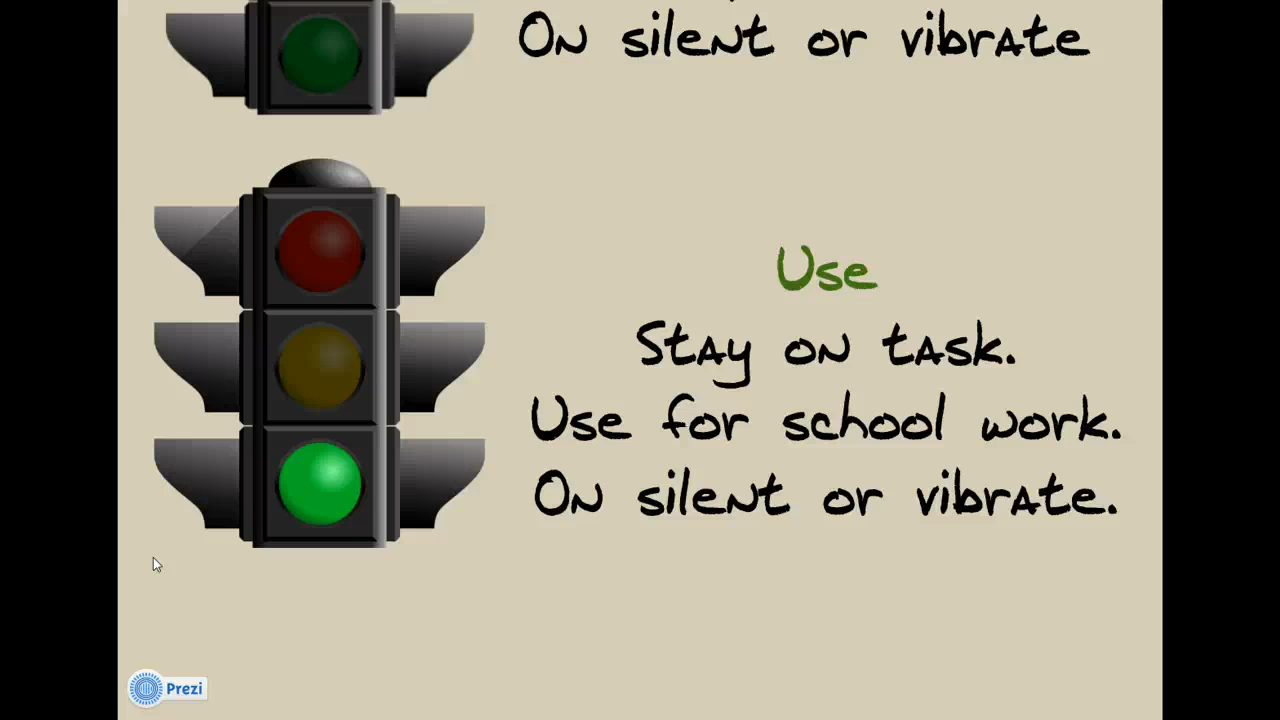 On silent or vibrate
Use
Stay on task.
Use for school work.
On silent or vibrate.
Prezi